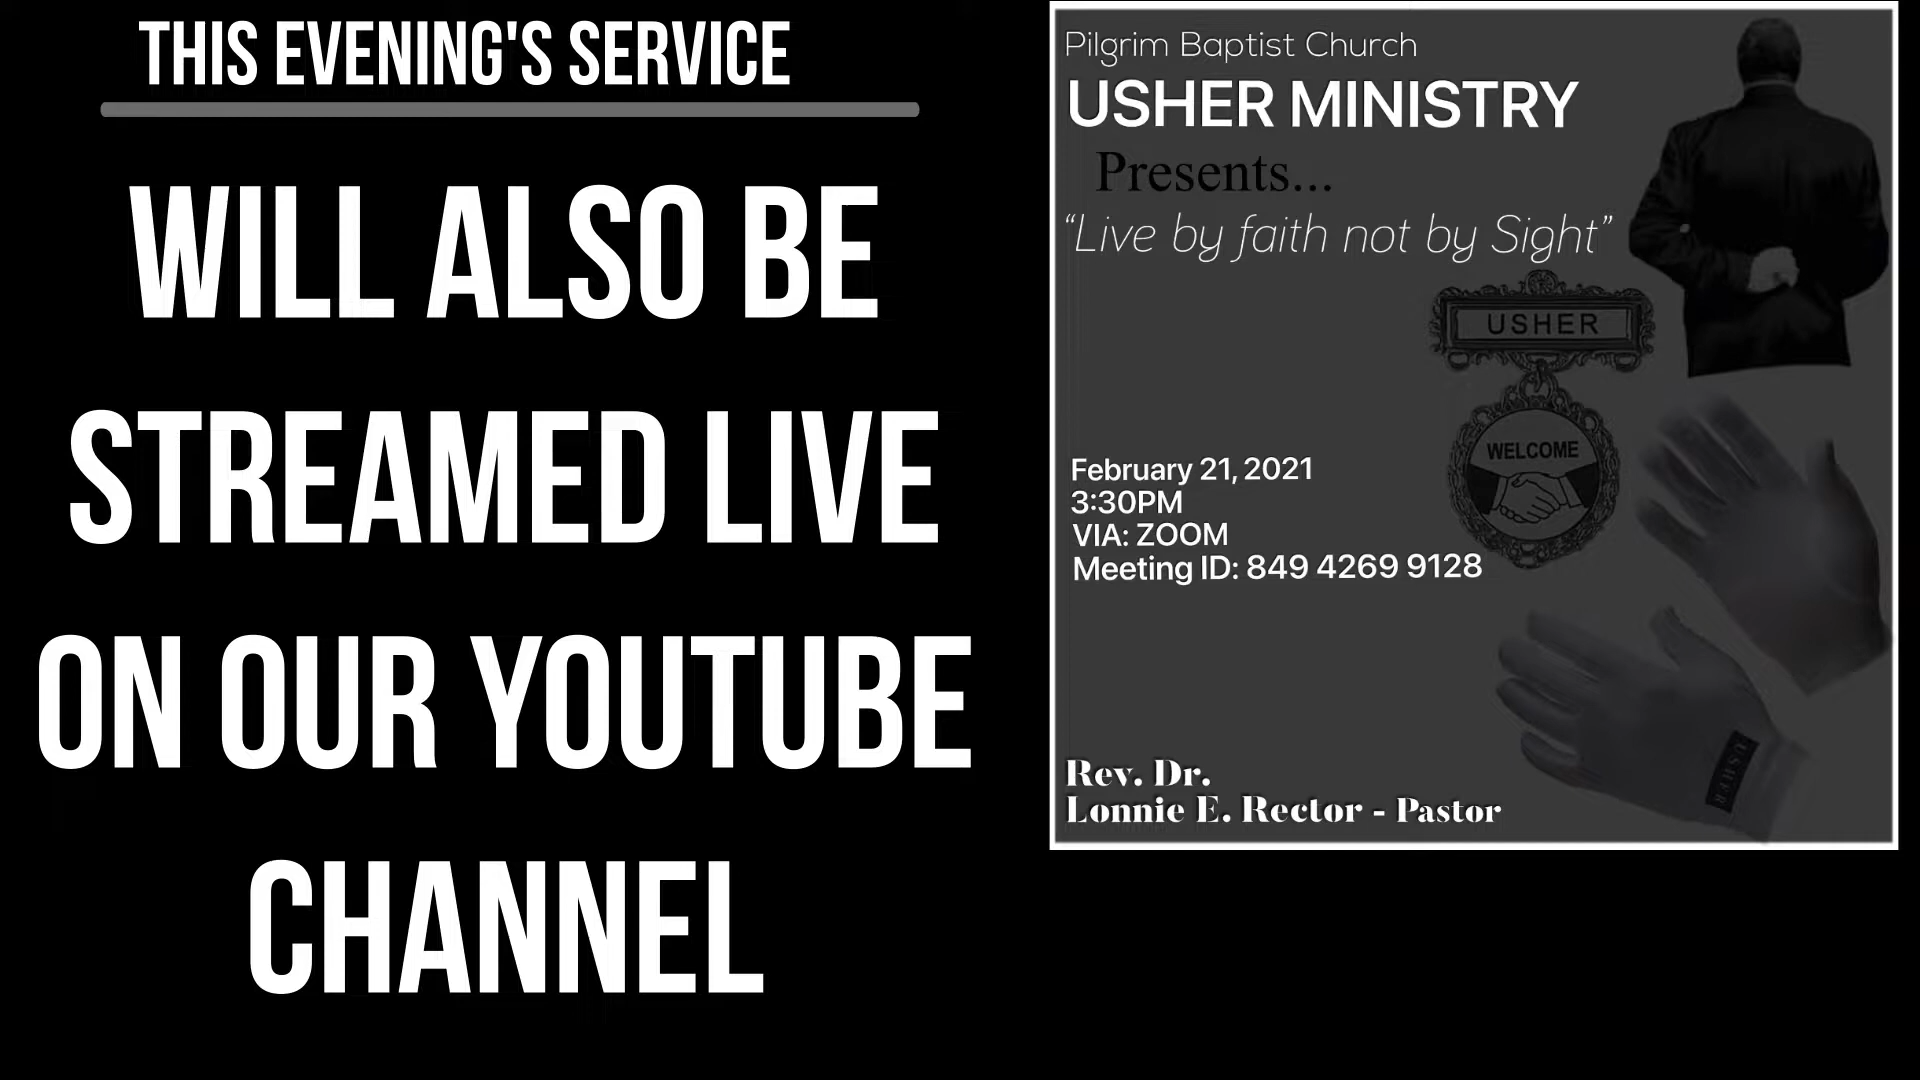 THIS EVENING'S SERVICE
WILL ALSO BE
STREAMED LIVE
ON OUR YOUTUBE
CHANNEL
Pilgrim Baptist Church
USHER MINISTRY
Presents...
“Live by faith not by Sight”
USHER
WELCOME
February 21, 2021
3:30PM
VIA: ZOOM
Meeting ID: 849 4269 9128
USHER
Rev. Dr.
Lonnie E. Rector - Pastor